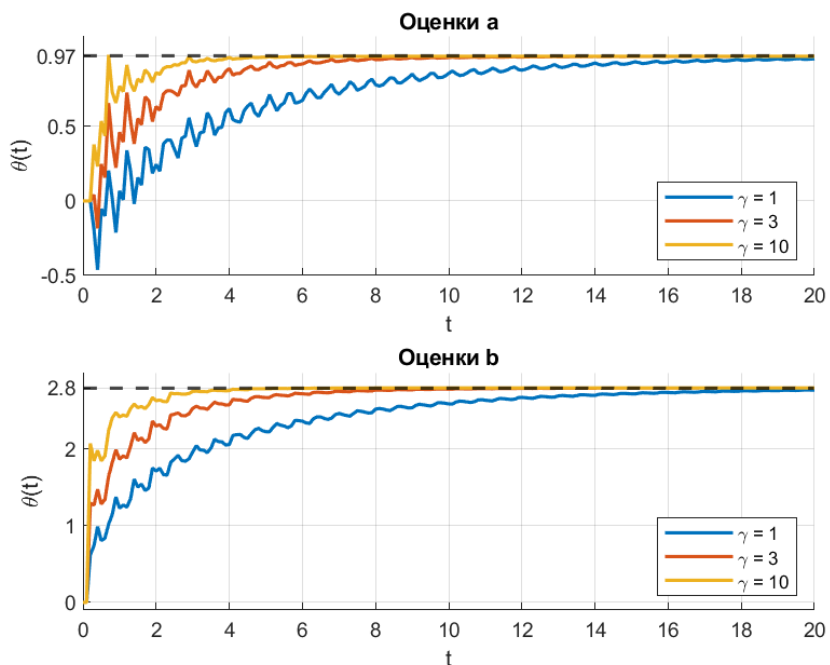 Оценки a
0.97
0.5
0
-0.5
θ(t)
γ = 1
γ = 3
γ = 10
0 2 4 6 8 10 12 14 16 18 20
t
Оценки b
2.8
2
1
0
θ(t)
γ = 1
γ = 3
γ = 10
0 2 4 6 8 10 12 14 16 18 20
t